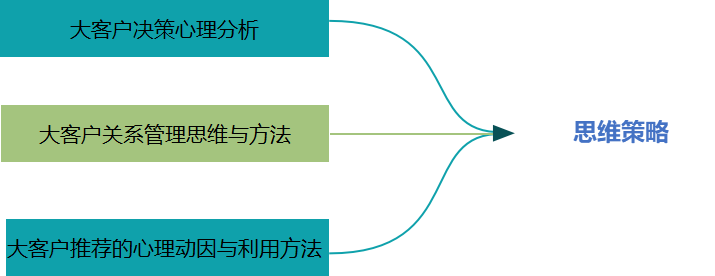 大客户决策心理分析
大客户关系管理思维与方法
思维策略
大客户推荐的心理动因与利用方法